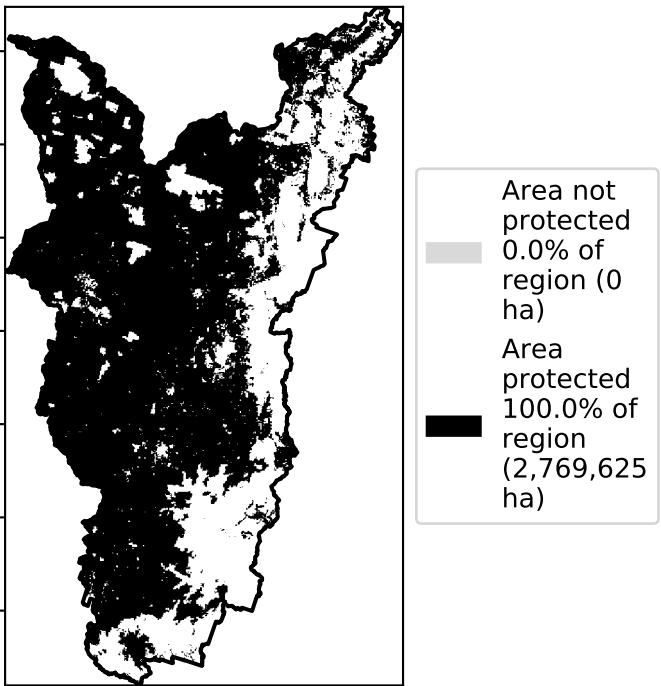 Area not
protected
0.0% of
region (0
ha)
Area
protected
100.0% of
region
(2,769,625
ha)